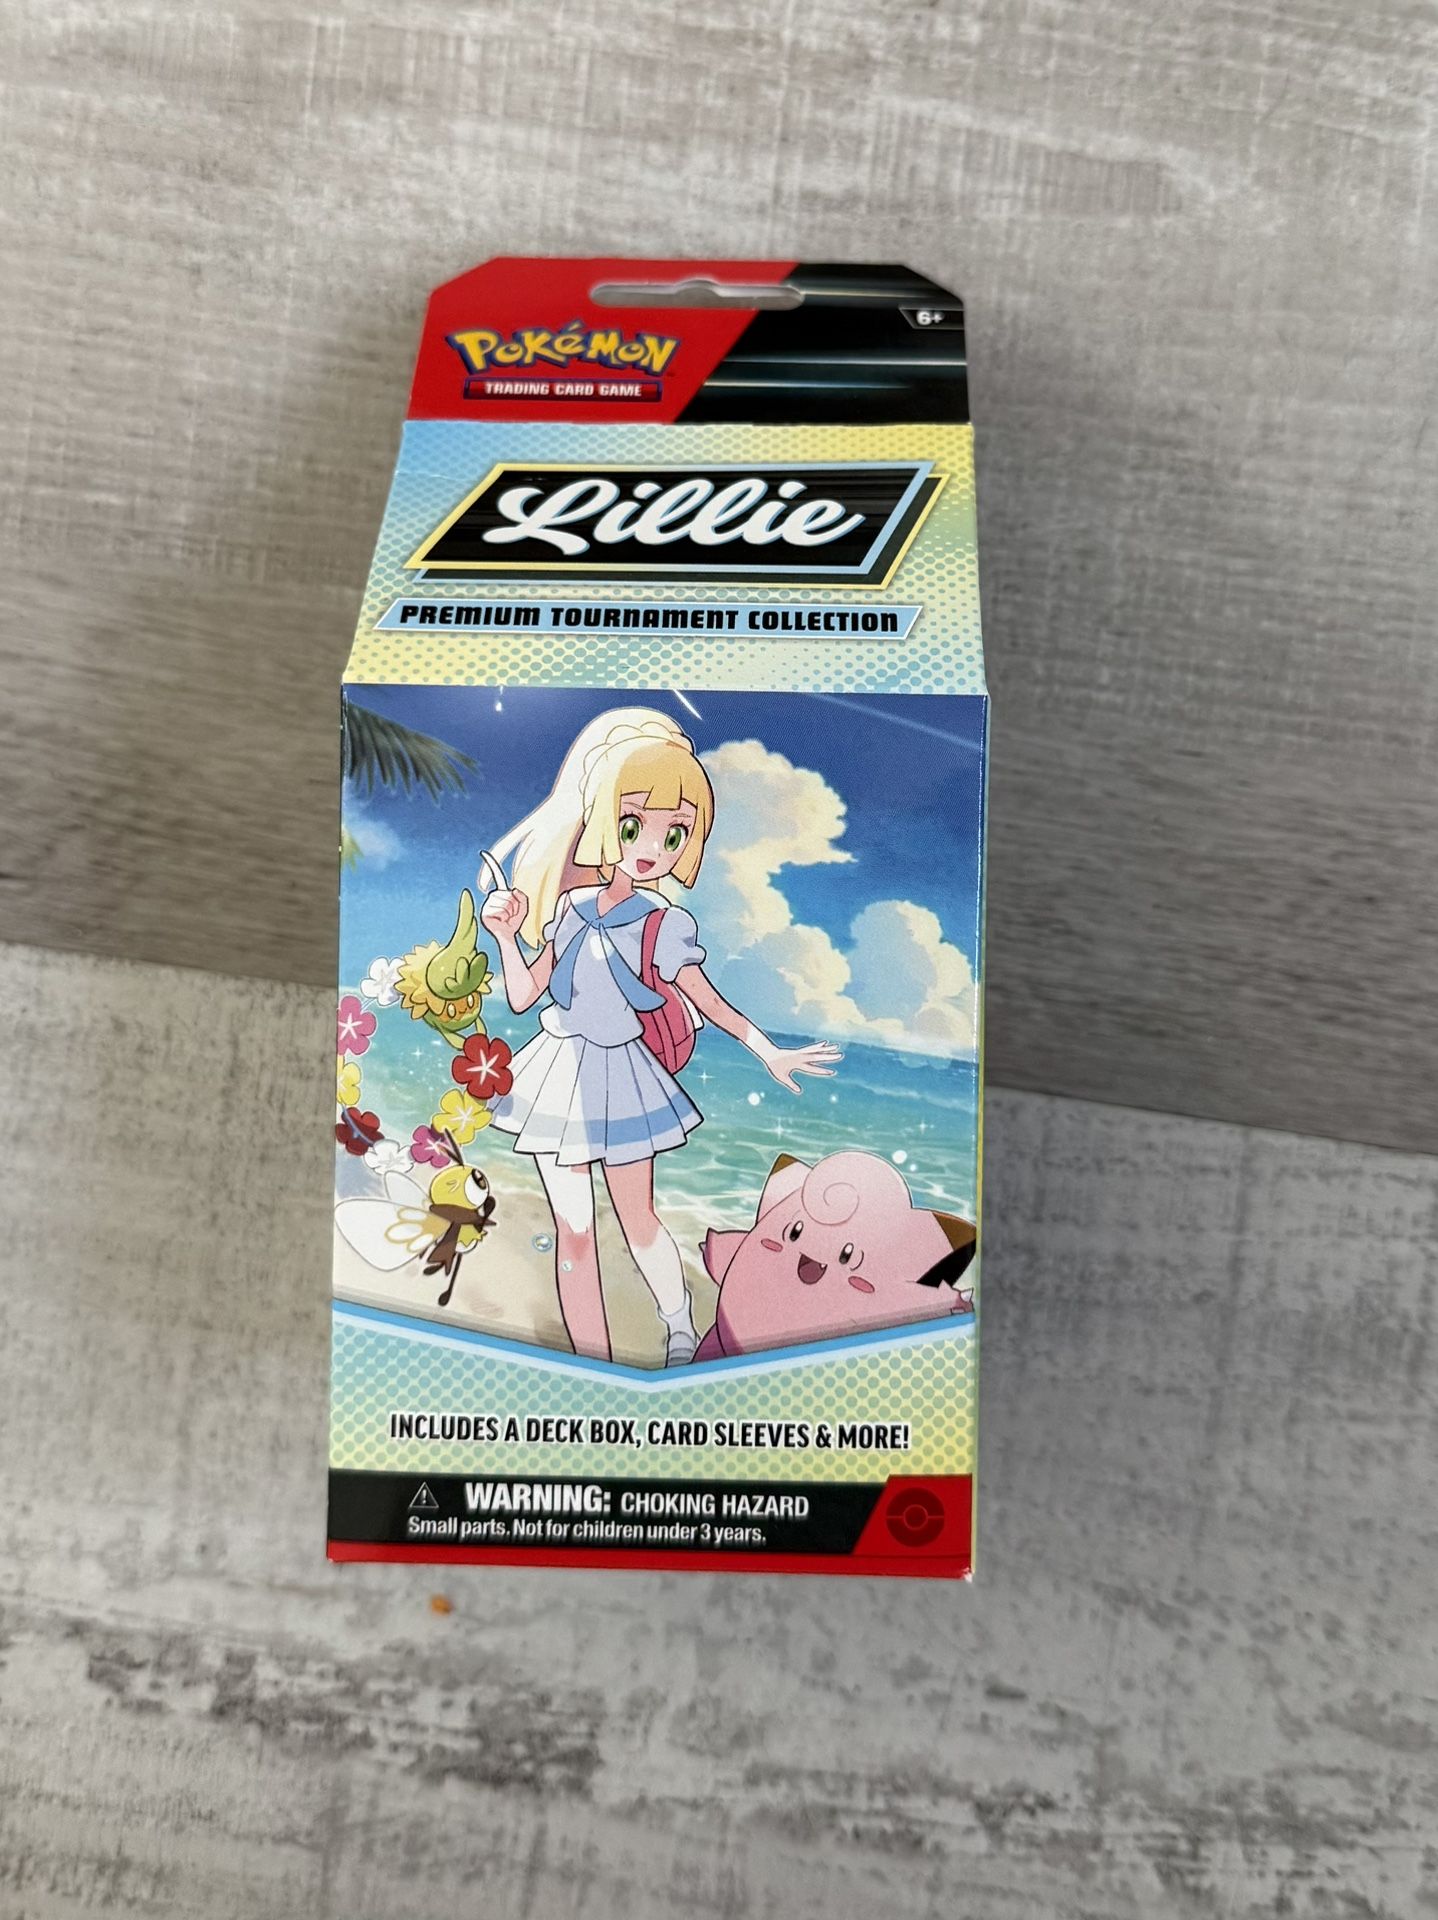 POKéMON
TRADING CARD GAME
6+
Lillie
PREMIUM TOURNAMENT COLLECTION
INCLUDES A DECK BOX, CARD SLEEVES & MORE!
WARNING: CHOKING HAZARD
Small parts. Not for children under 3 years.